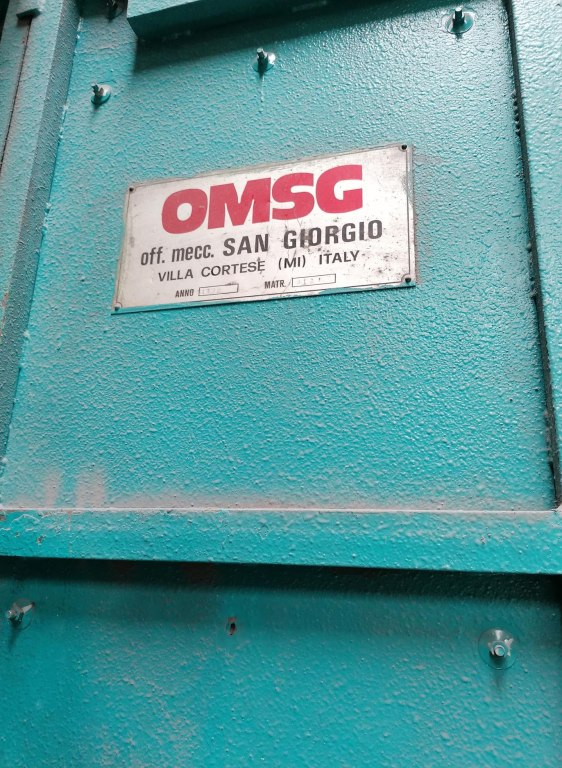 OMSG
off. mecc. SAN GIORGIO
VILLA CORTESE (MI) ITALY
ANNO MATR.